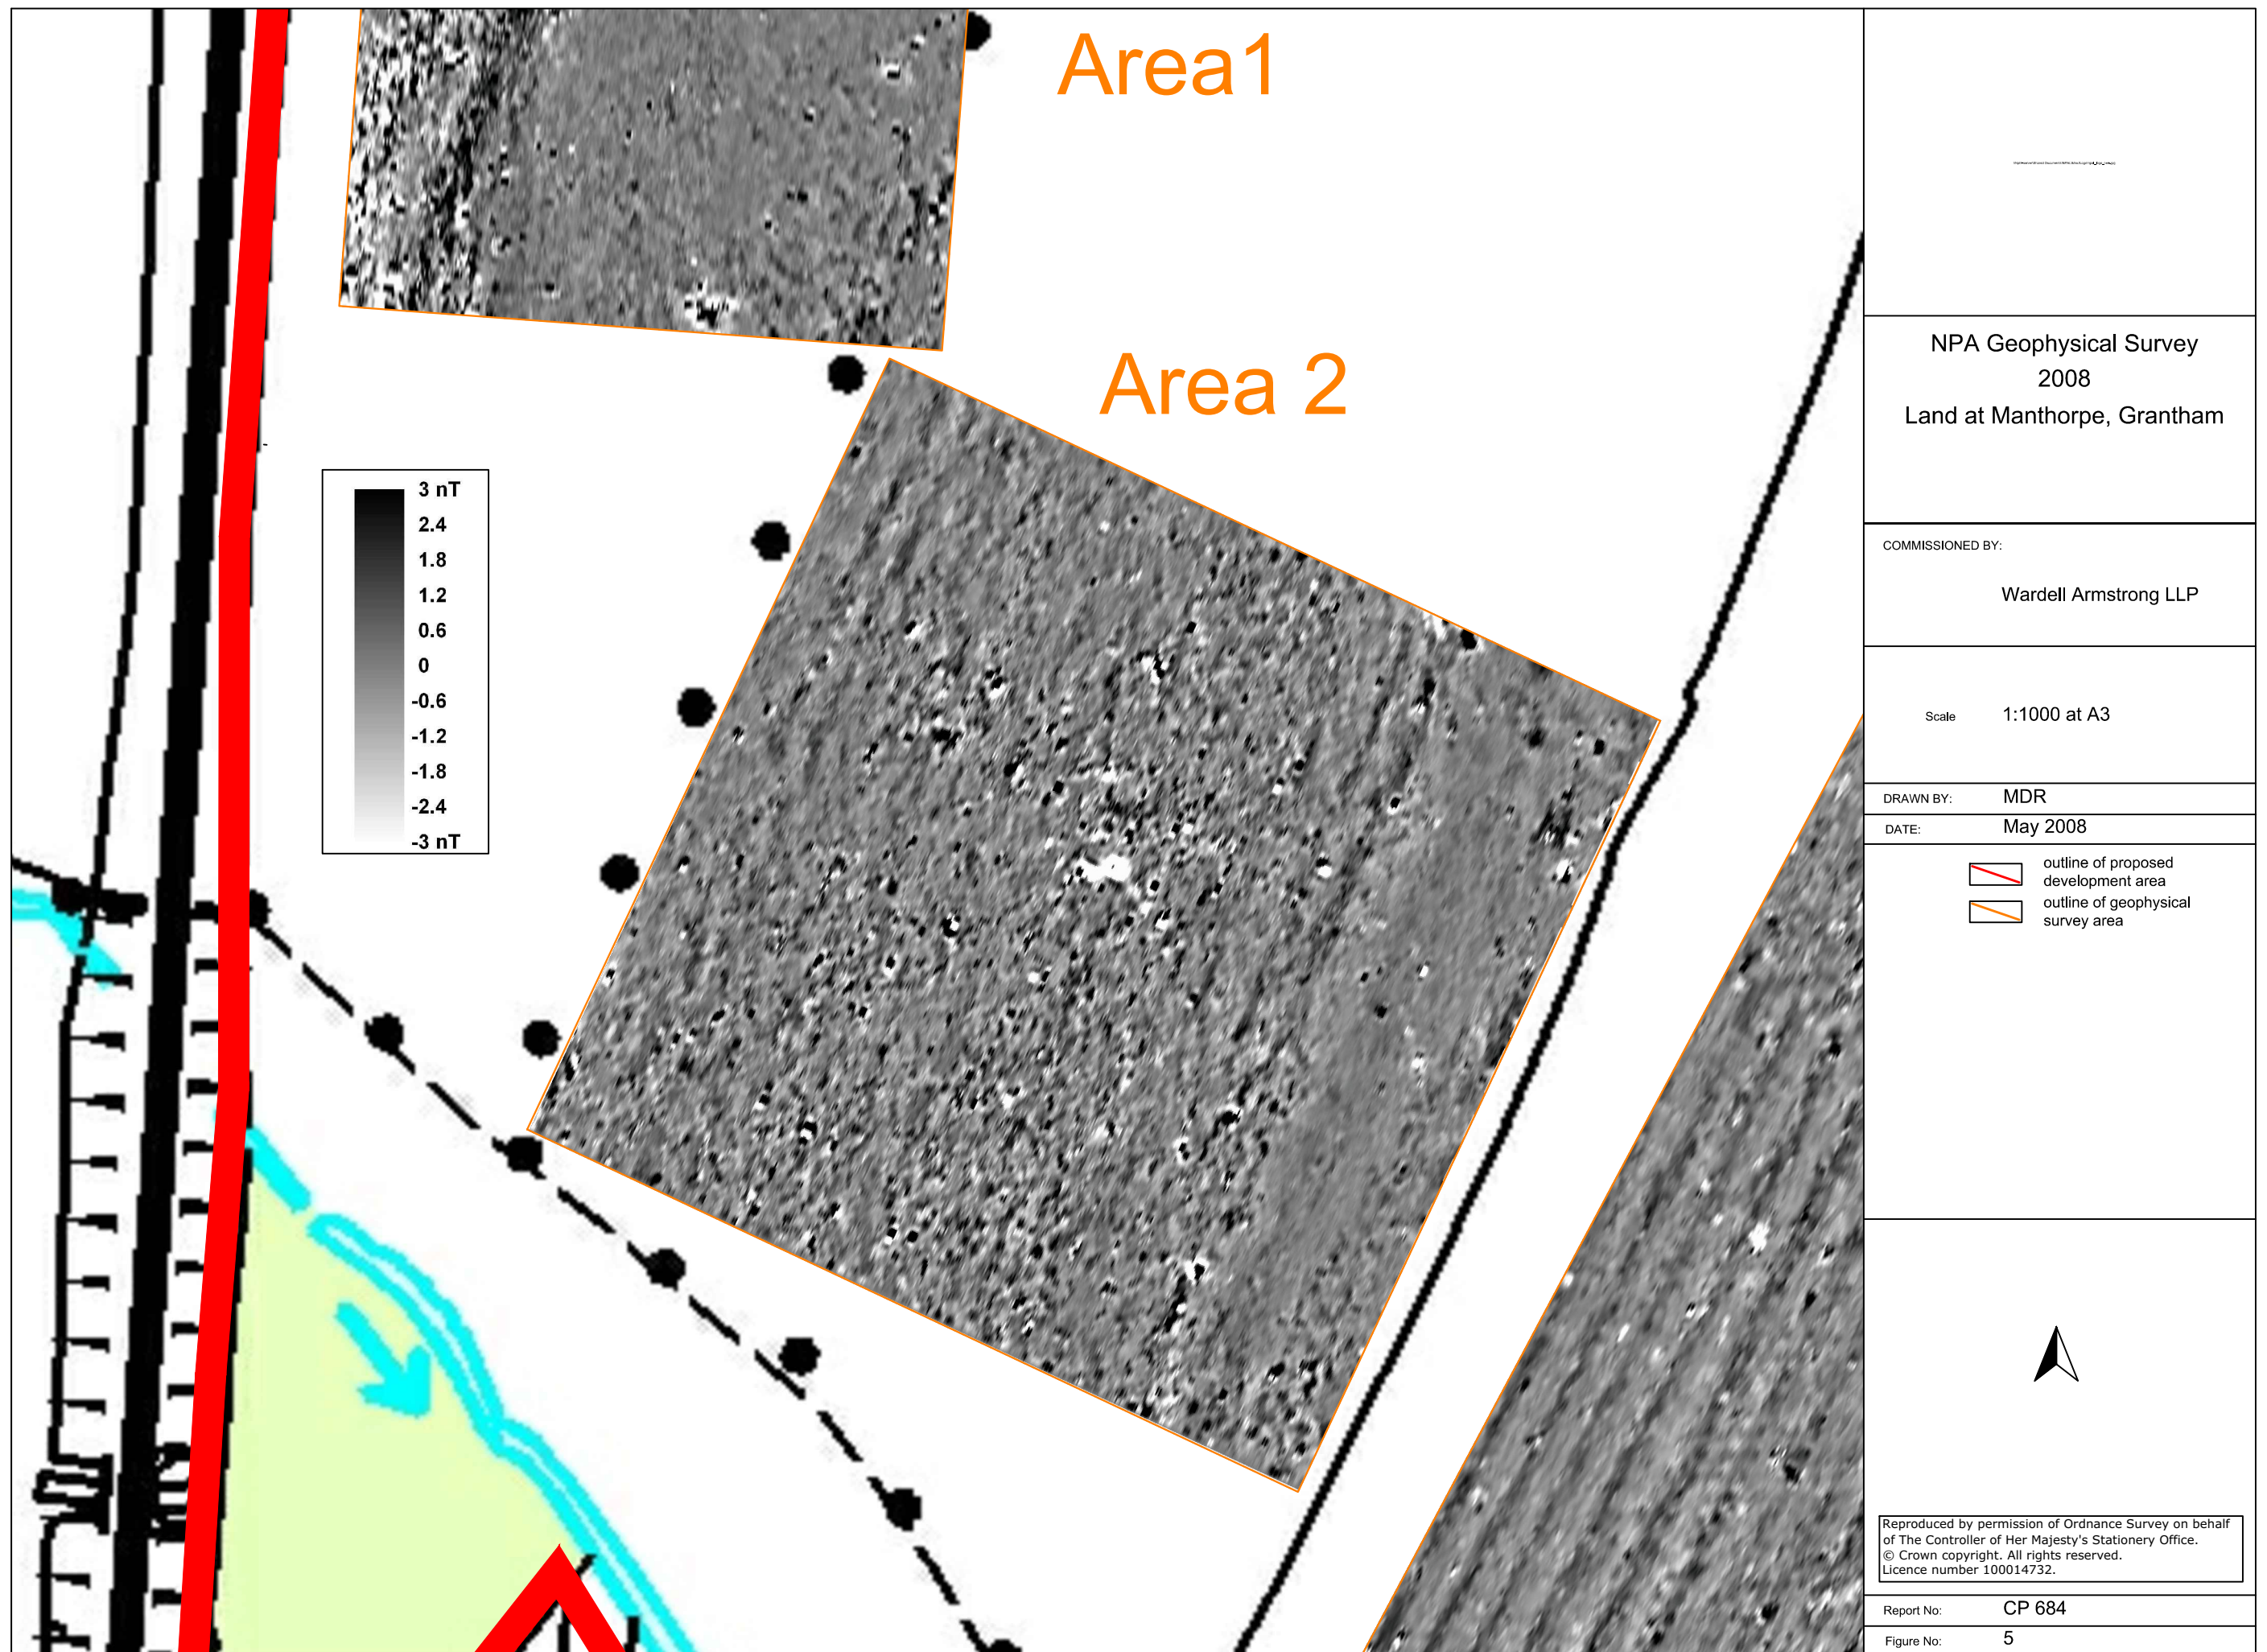 Area1
Area 2
3 nT
2.4
1.8
1.2
0.6
0
-0.6
-1.2
-1.8
-2.4
-3 nT
NPA Geophysical Survey
2008
Land at Manthorpe, Grantham
COMMISSIONED BY:
Wardell Armstrong LLP
Scale 1:1000 at A3
DRAWN BY: MDR
DATE: May 2008
outline of proposed
development area
outline of geophysical
survey area
Reproduced by permission of Ordnance Survey on behalf
of The Controller of Her Majesty's Stationery Office.
© Crown copyright. All rights reserved.
Licence number 100014732.
Report No: CP 684
Figure No: 5